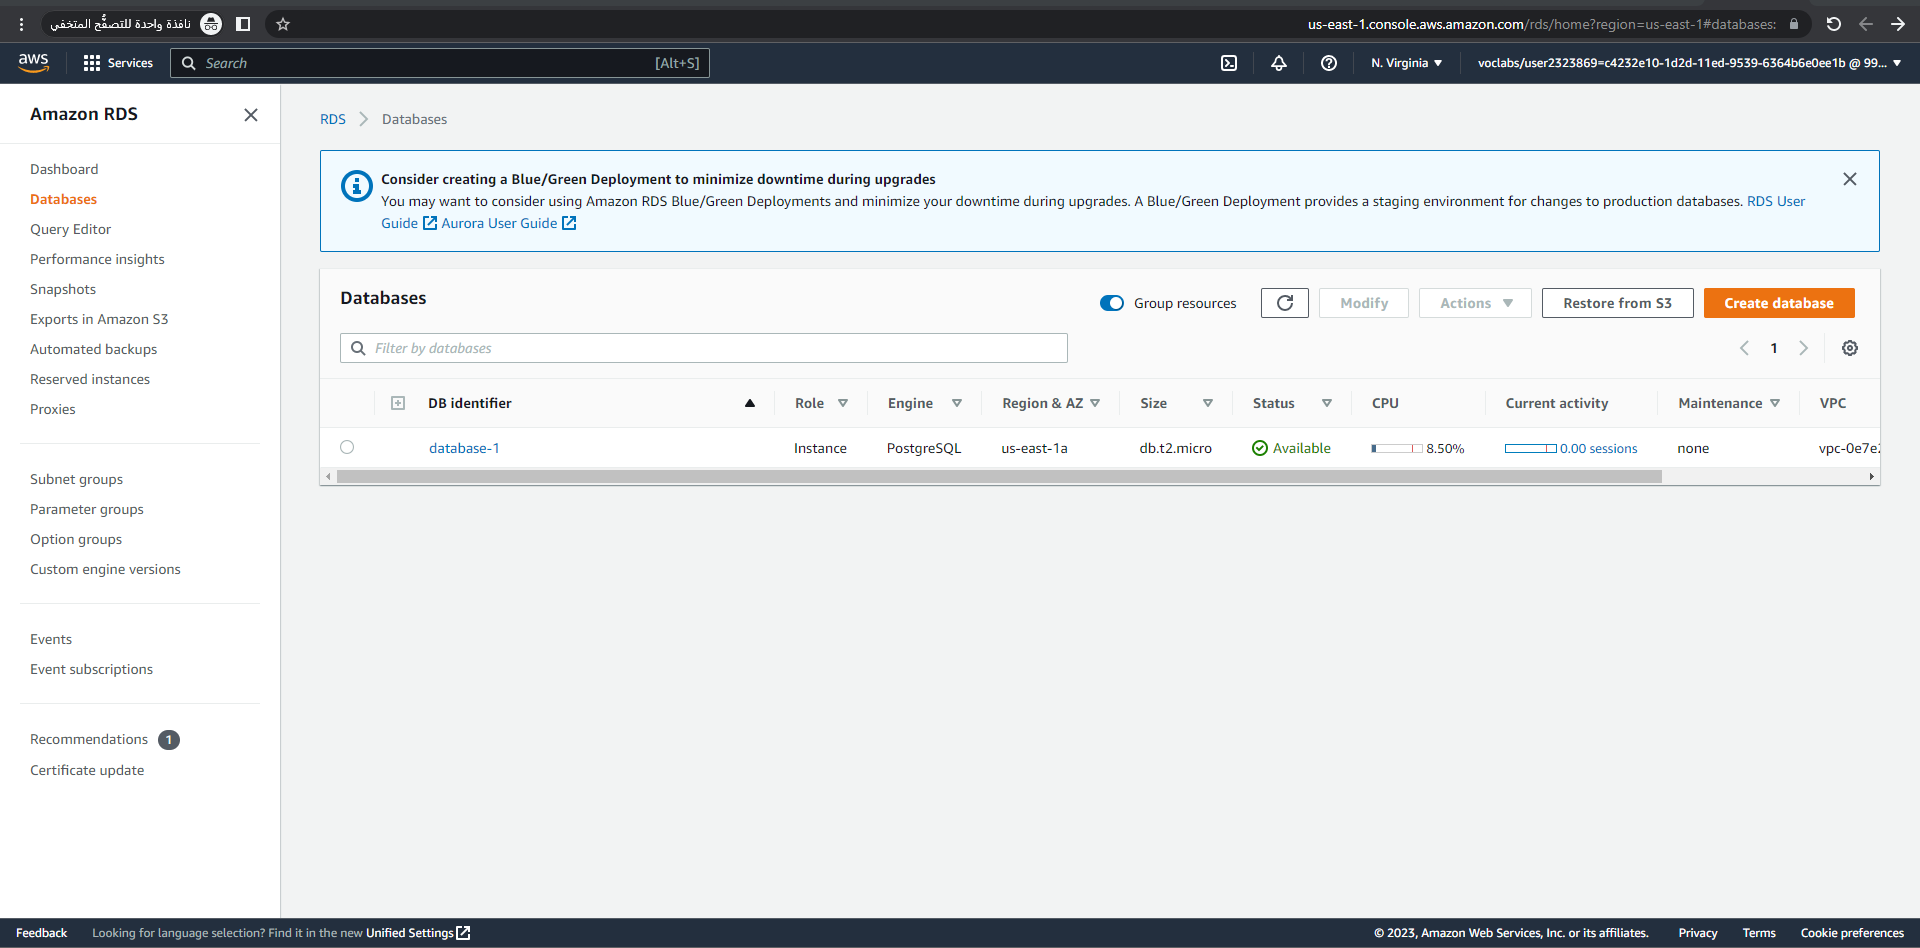 نافذة واحدة للتصفُّح المتخفي
us-east-1.console.aws.amazon.com/rds/home?region=us-east-1#databases:
aws
Services
Search
[Alt+S]
N. Virginia
voclabs/user2323869=c4232e10-1d2d-11ed-9539-6364b6e0ee1b @ 99...
Amazon RDS
Dashboard
Databases
Query Editor
Performance insights
Snapshots
Exports in Amazon S3
Automated backups
Reserved instances
Proxies
Subnet groups
Parameter groups
Option groups
Custom engine versions
Events
Event subscriptions
Recommendations 1
Certificate update
RDS > Databases
Consider creating a Blue/Green Deployment to minimize downtime during upgrades
You may want to consider using Amazon RDS Blue/Green Deployments and minimize your downtime during upgrades. A Blue/Green Deployment provides a staging environment for changes to production databases. RDS User
Guide Aurora User Guide
Databases
Group resources
Modify
Actions
Restore from S3
Create database
Filter by databases
1
DB identifier Role Engine Region & AZ Size Status CPU Current activity Maintenance VPC
database-1 Instance PostgreSQL us-east-1a db.t2.micro Available 8.50% 0.00 sessions none vpc-0e7e
Feedback Looking for language selection? Find it in the new Unified Settings
© 2023, Amazon Web Services, Inc. or its affiliates. Privacy Terms Cookie preferences